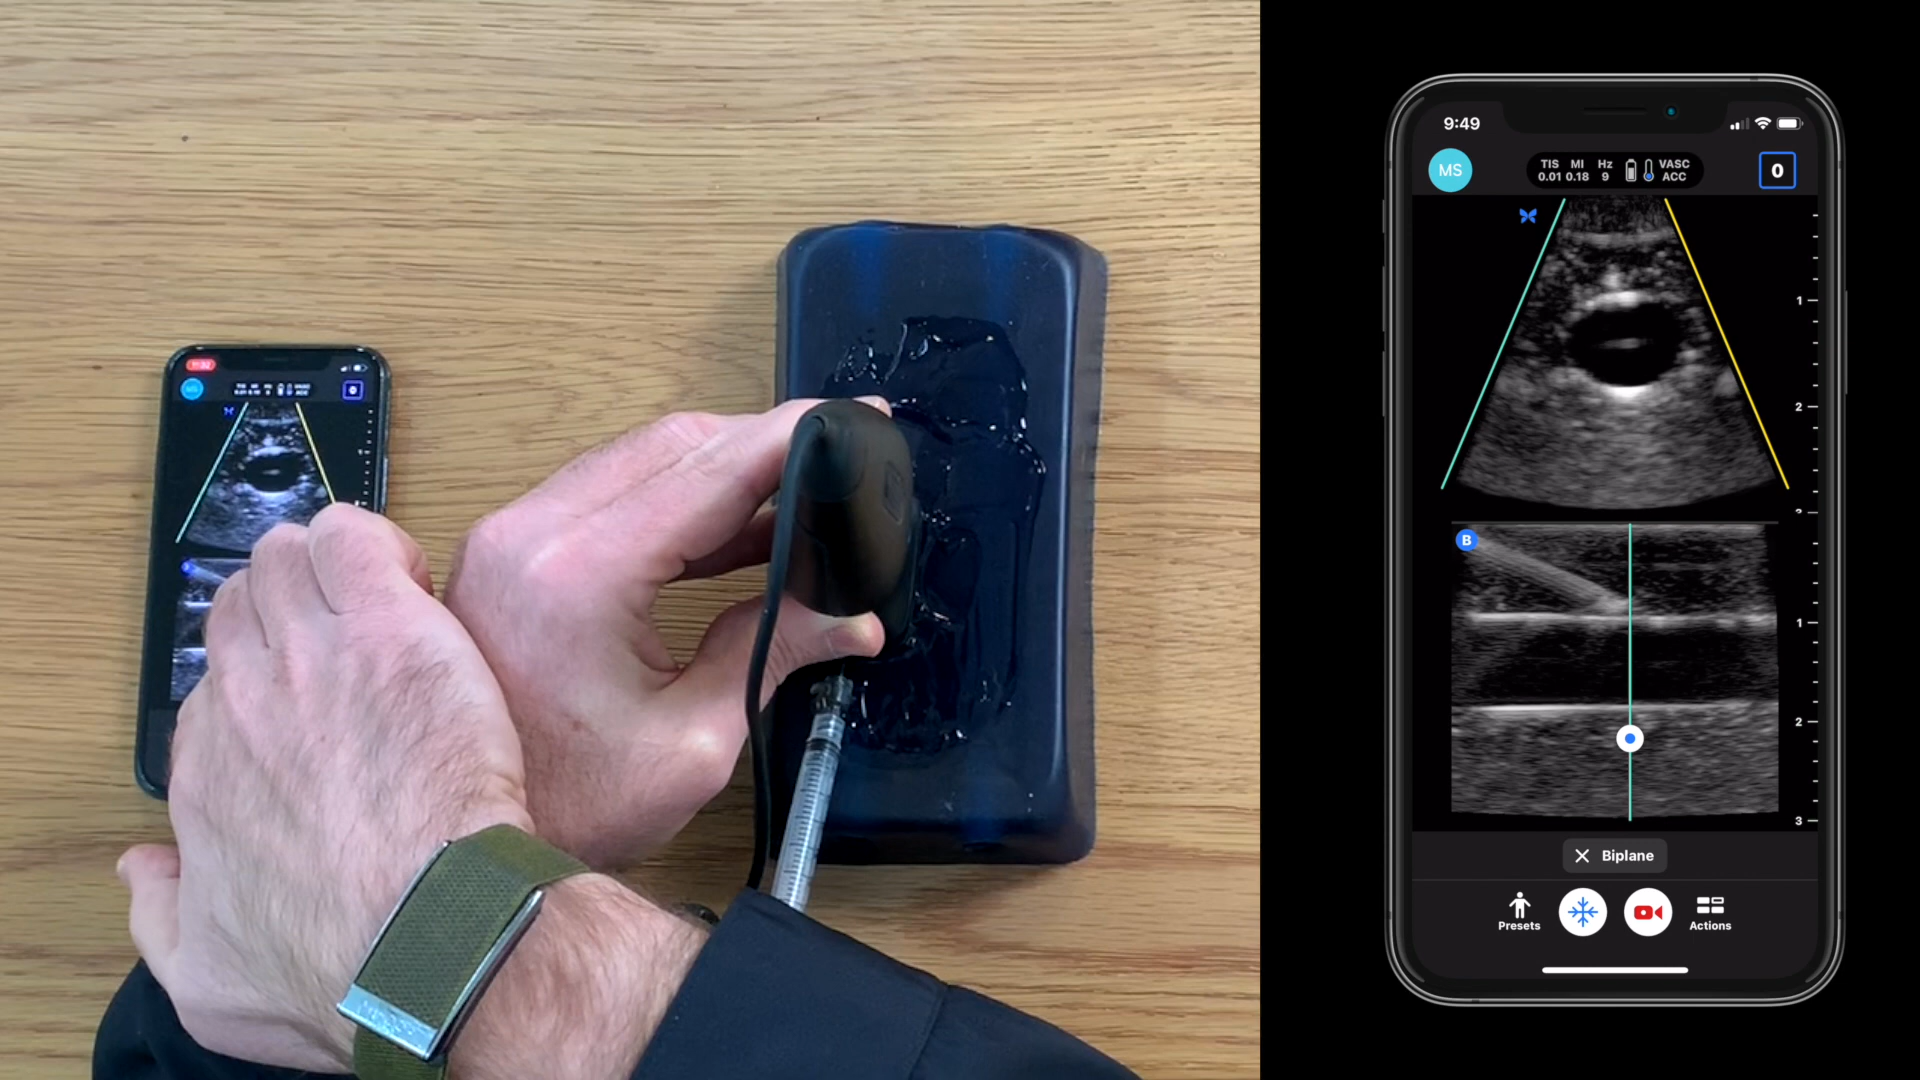 9:49
MS
TIS MI Hz VASC
0.01 0.18 9 ACC
0
1
2
B
1
2
3
Biplane
Presets
Actions